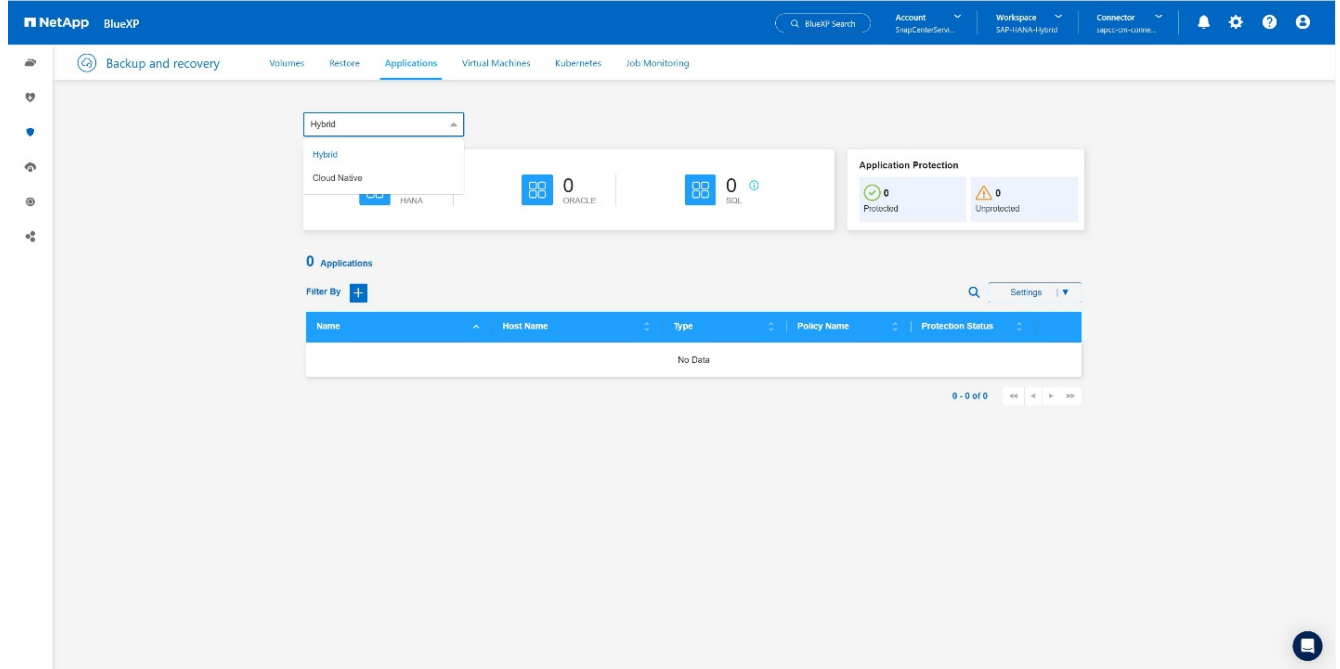 NetApp BlueXP
BlueXP Search
Account
SnapCenterServi...
Workspace
SAP-HANA-Hybrid
Connector
sapcc-cm-conne...
Backup and recovery
Volumes Restore Applications Virtual Machines Kubernetes Job Monitoring
Hybrid
Hybrid
Cloud Native
HANA
0
ORACLE
0
SQL
Application Protection
0
Protected
0
Unprotected
0 Applications
Filter By
Settings
Name Host Name Type Policy Name Protection Status
No Data
0 - 0 of 0